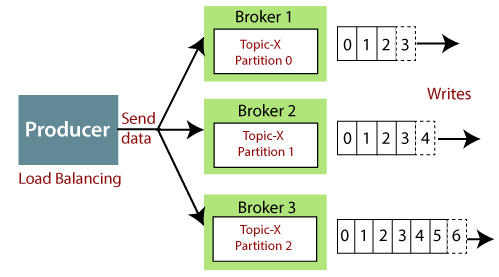 Broker 1
Topic-X
Partition 0
0 1 2 3
Writes
Broker 2
Topic-X
Partition 1
0 1 2 3 4
Producer
Send
data
Load Balancing
Broker 3
Topic-X
Partition 2
0 1 2 3 4 5 6